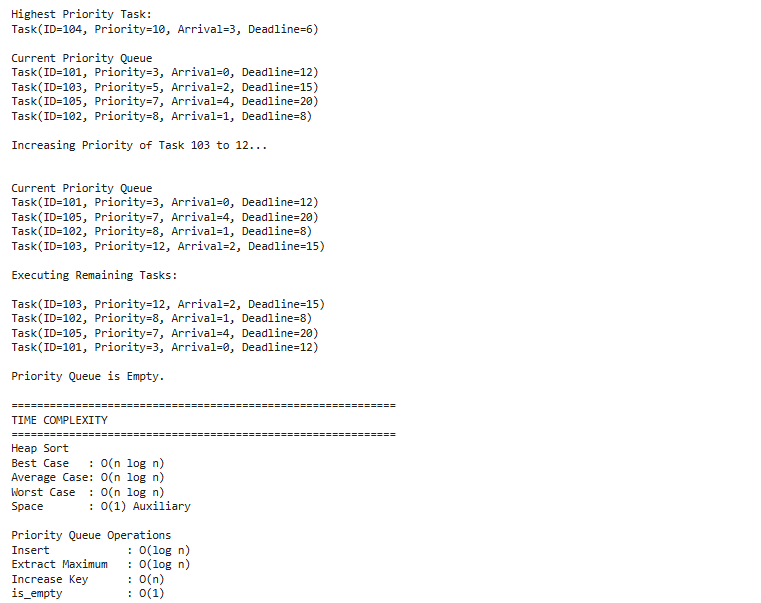 Highest Priority Task:
Task(ID=104, Priority=10, Arrival=3, Deadline=6)
Current Priority Queue
Task(ID=101, Priority=3, Arrival=0, Deadline=12)
Task(ID=103, Priority=5, Arrival=2, Deadline=15)
Task(ID=105, Priority=7, Arrival=4, Deadline=20)
Task(ID=102, Priority=8, Arrival=1, Deadline=8)
Increasing Priority of Task 103 to 12...
Current Priority Queue
Task(ID=101, Priority=3, Arrival=0, Deadline=12)
Task(ID=105, Priority=7, Arrival=4, Deadline=20)
Task(ID=102, Priority=8, Arrival=1, Deadline=8)
Task(ID=103, Priority=12, Arrival=2, Deadline=15)
Executing Remaining Tasks:
Task(ID=103, Priority=12, Arrival=2, Deadline=15)
Task(ID=102, Priority=8, Arrival=1, Deadline=8)
Task(ID=105, Priority=7, Arrival=4, Deadline=20)
Task(ID=101, Priority=3, Arrival=0, Deadline=12)
Priority Queue is Empty.
============================================================
TIME COMPLEXITY
============================================================
Heap Sort
Best Case   : O(n log n)
Average Case: O(n log n)
Worst Case  : O(n log n)
Space       : O(1) Auxiliary
Priority Queue Operations
Insert            : O(log n)
Extract Maximum   : O(log n)
Increase Key      : O(n)
is_empty          : O(1)